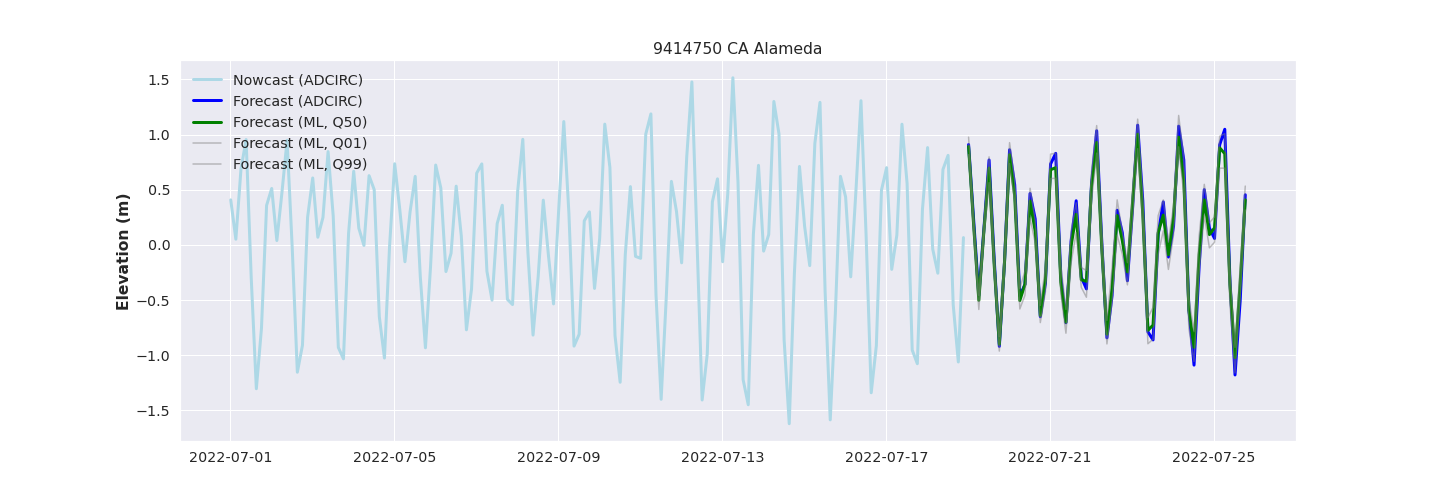 9414750 CA Alameda
Nowcast (ADCIRC)
Forecast (ADCIRC)
Forecast (ML, Q50)
Forecast (ML, Q01)
Forecast (ML, Q99)
Elevation (m)
1.5
1.0
0.5
0.0
−0.5
−1.0
−1.5
2022-07-01 2022-07-05 2022-07-09 2022-07-13 2022-07-17 2022-07-21 2022-07-25